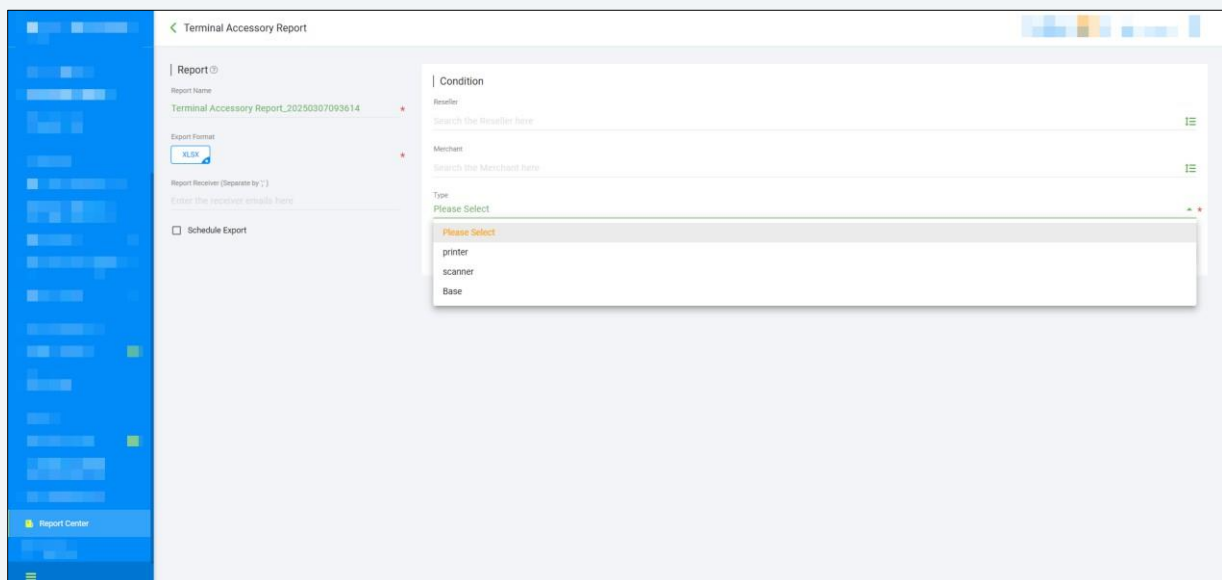 Terminal Accessory Report
Report
Report Name
Terminal Accessory Report_20250307093614 *
Export Format
XLSX *
Report Receiver (Separate by ';')
Enter the receiver emails here
Schedule Export
Condition
Reseller
Search the Reseller here
Merchant
Search the Merchant here
Type
Please Select *
Please Select
printer
scanner
Base
Report Center